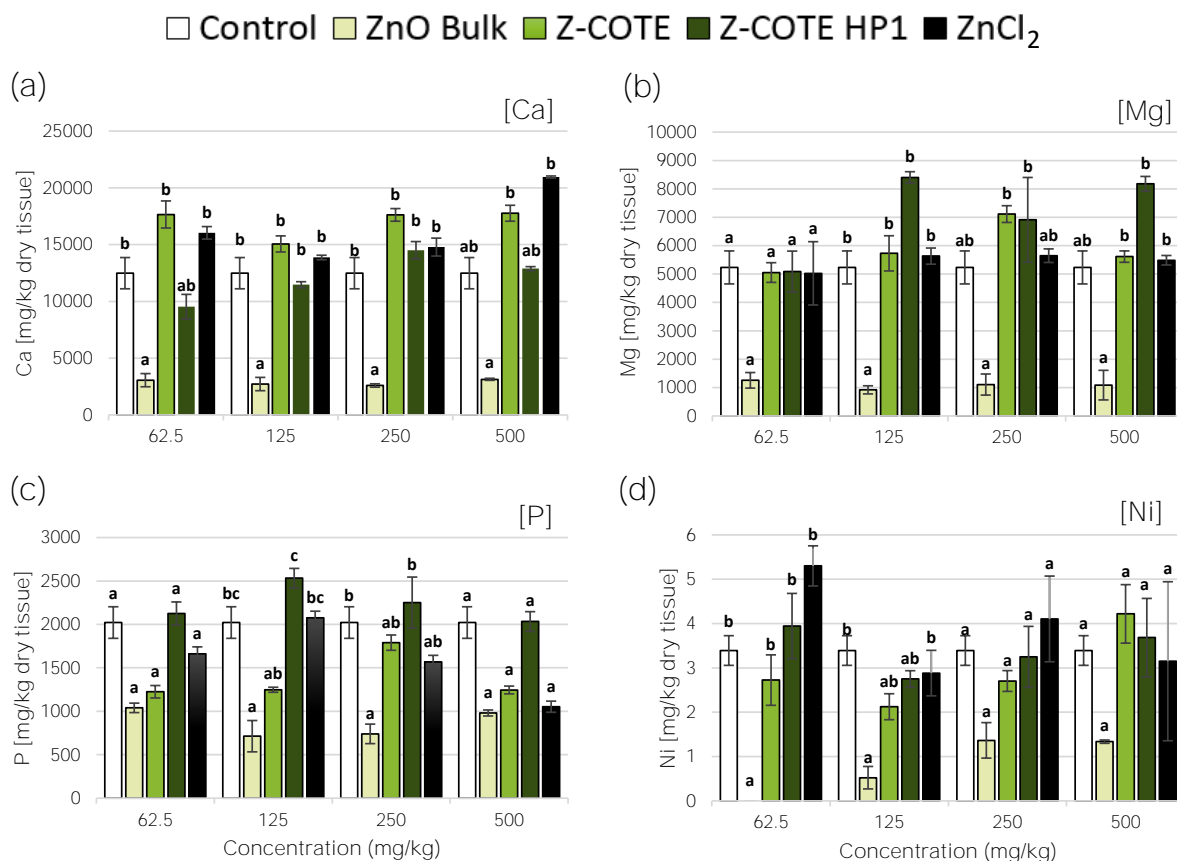 Control ZnO Bulk Z-COTE Z-COTE HP1 ZnCl₂
(a)
[Ca]
Ca [mg/kg dry tissue]
25000
20000
15000
10000
5000
0
b a b ab b
b a b b b
b a b b b
ab a b ab b
62.5 125 250 500
(b)
[Mg]
Mg [mg/kg dry tissue]
10000
9000
8000
7000
6000
5000
4000
3000
2000
1000
0
a a a a a
b a b b b
ab a b b ab
ab a b b b
62.5 125 250 500
(c)
[P]
P [mg/kg dry tissue]
3000
2500
2000
1500
1000
500
0
a a a a a
bc a ab c bc
b a ab b ab
a a a a a
62.5 125 250 500
Concentration (mg/kg)
(d)
[Ni]
Ni [mg/kg dry tissue]
6
5
4
3
2
1
0
b a b b b
b a ab ab b
a a a a a
a a a a a
62.5 125 250 500
Concentration (mg/kg)